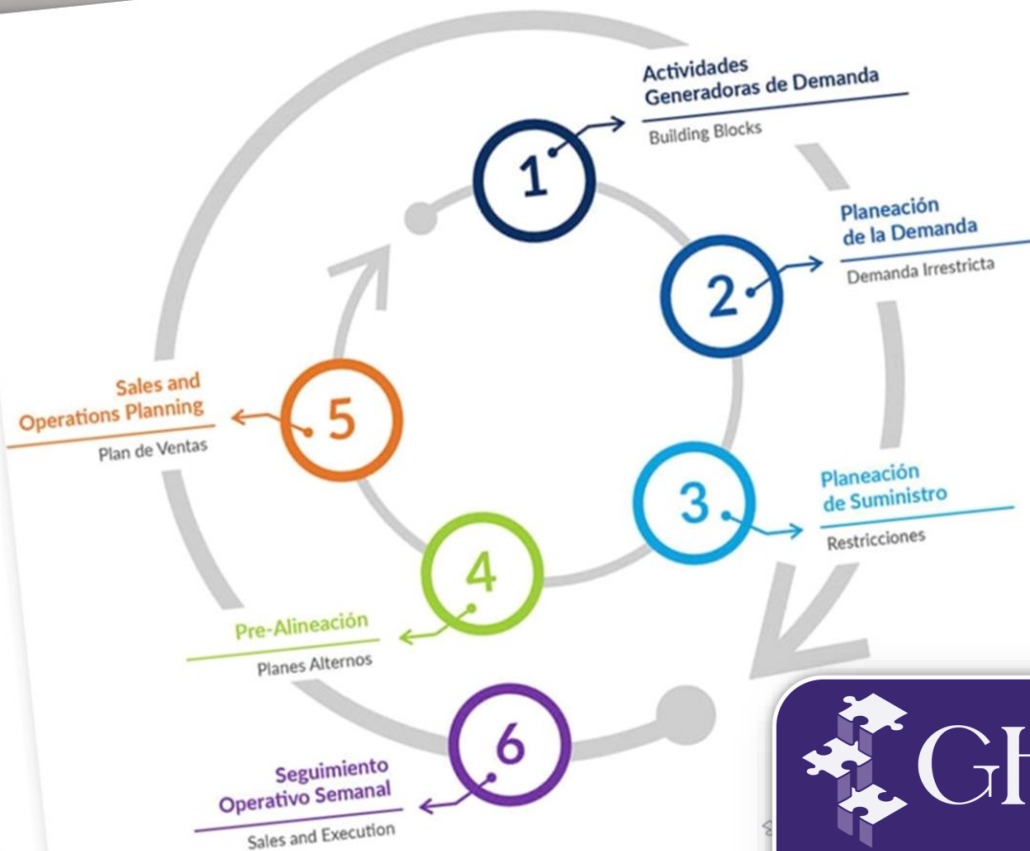 1
Actividades
Generadoras de Demanda
Building Blocks
2
Planeación
de la Demanda
Demanda Irrestricta
3
Planeación
de Suministro
Restricciones
4
Pre-Alineación
Planes Alternos
5
Sales and
Operations Planning
Plan de Ventas
6
Seguimiento
Operativo Semanal
Sales and Execution